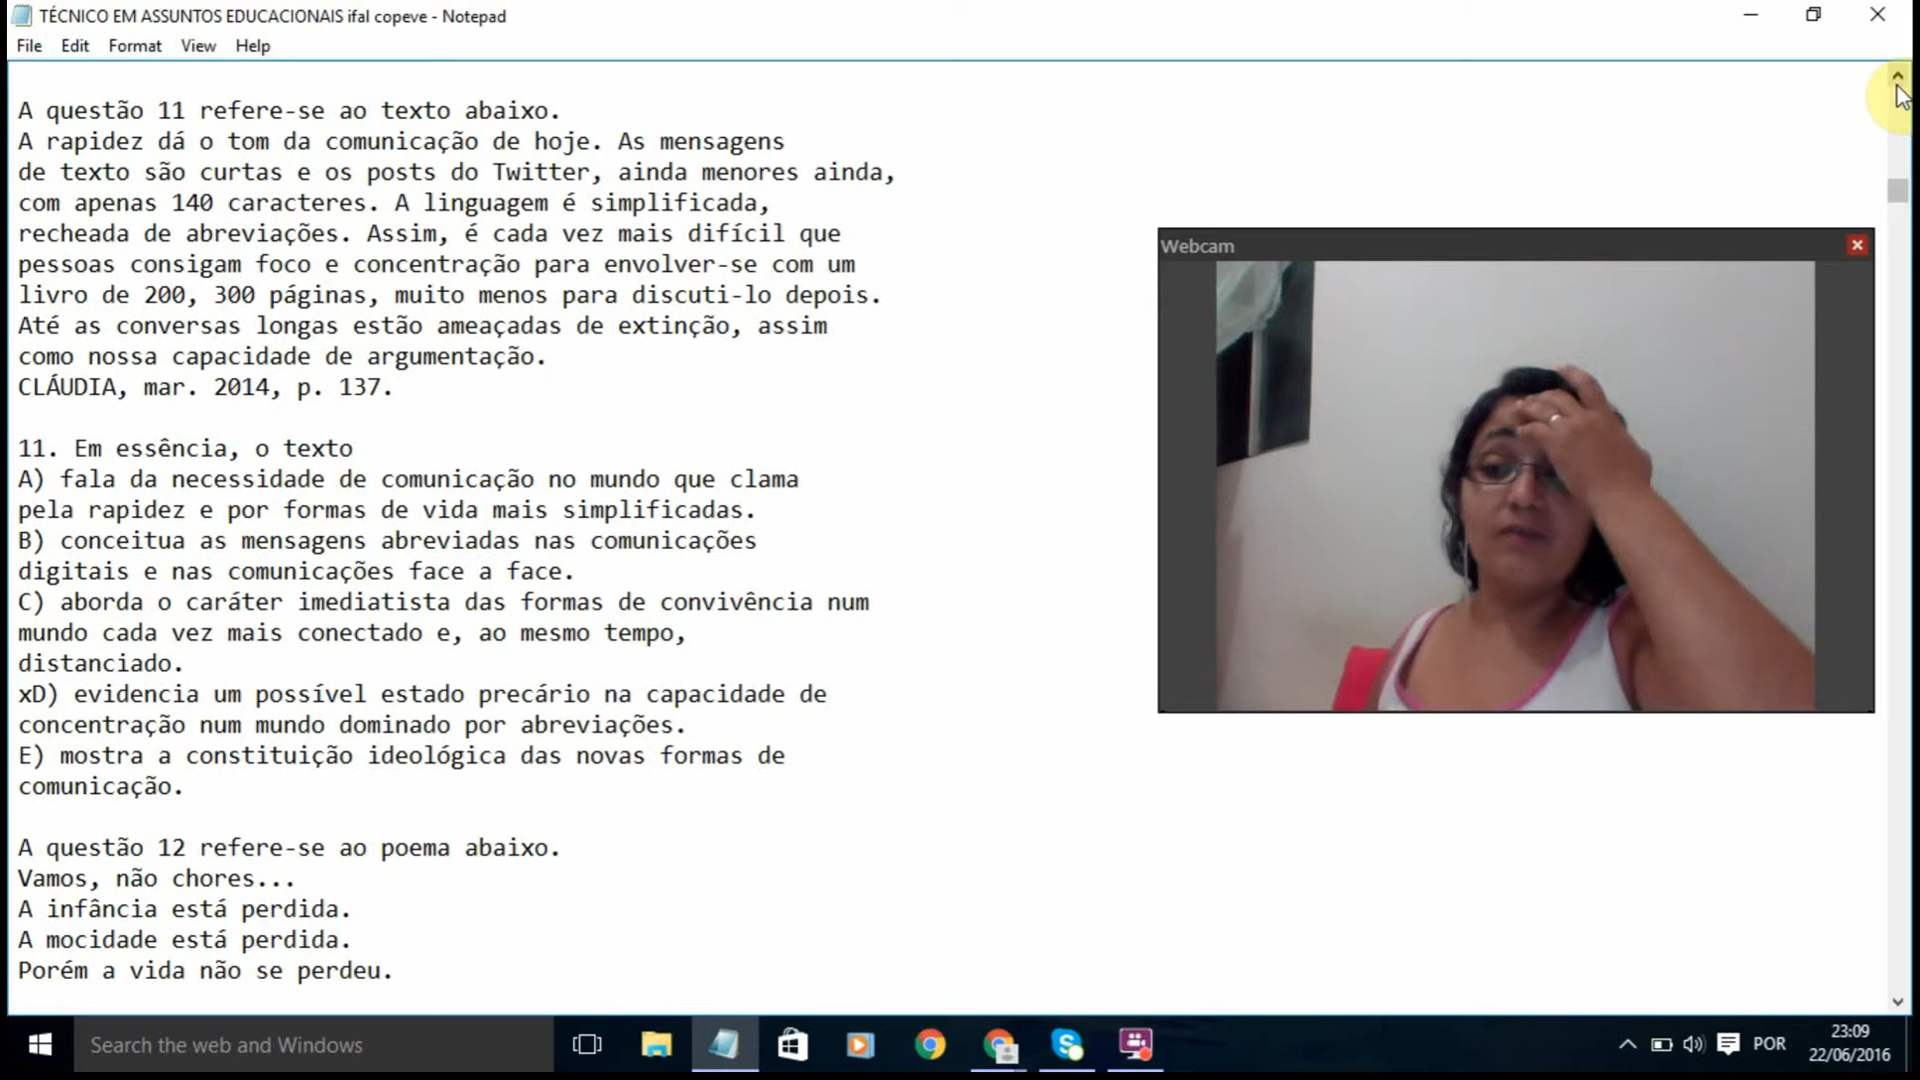 TÉCNICO EM ASSUNTOS EDUCACIONAIS ifal copeve - Notepad
File Edit Format View Help
A questão 11 refere-se ao texto abaixo.
A rapidez dá o tom da comunicação de hoje. As mensagens
de texto são curtas e os posts do Twitter, ainda menores ainda,
com apenas 140 caracteres. A linguagem é simplificada,
recheada de abreviações. Assim, é cada vez mais difícil que
pessoas consigam foco e concentração para envolver-se com um
livro de 200, 300 páginas, muito menos para discuti-lo depois.
Até as conversas longas estão ameaçadas de extinção, assim
como nossa capacidade de argumentação.
CLÁUDIA, mar. 2014, p. 137.
11. Em essência, o texto
A) fala da necessidade de comunicação no mundo que clama
pela rapidez e por formas de vida mais simplificadas.
B) conceitua as mensagens abreviadas nas comunicações
digitais e nas comunicações face a face.
C) aborda o caráter imediatista das formas de convivência num
mundo cada vez mais conectado e, ao mesmo tempo,
distanciado.
xD) evidencia um possível estado precário na capacidade de
concentração num mundo dominado por abreviações.
E) mostra a constituição ideológica das novas formas de
comunicação.
A questão 12 refere-se ao poema abaixo.
Vamos, não chores...
A infância está perdida.
A mocidade está perdida.
Porém a vida não se perdeu.
Webcam
Search the web and Windows
POR
23:09
22/06/2016